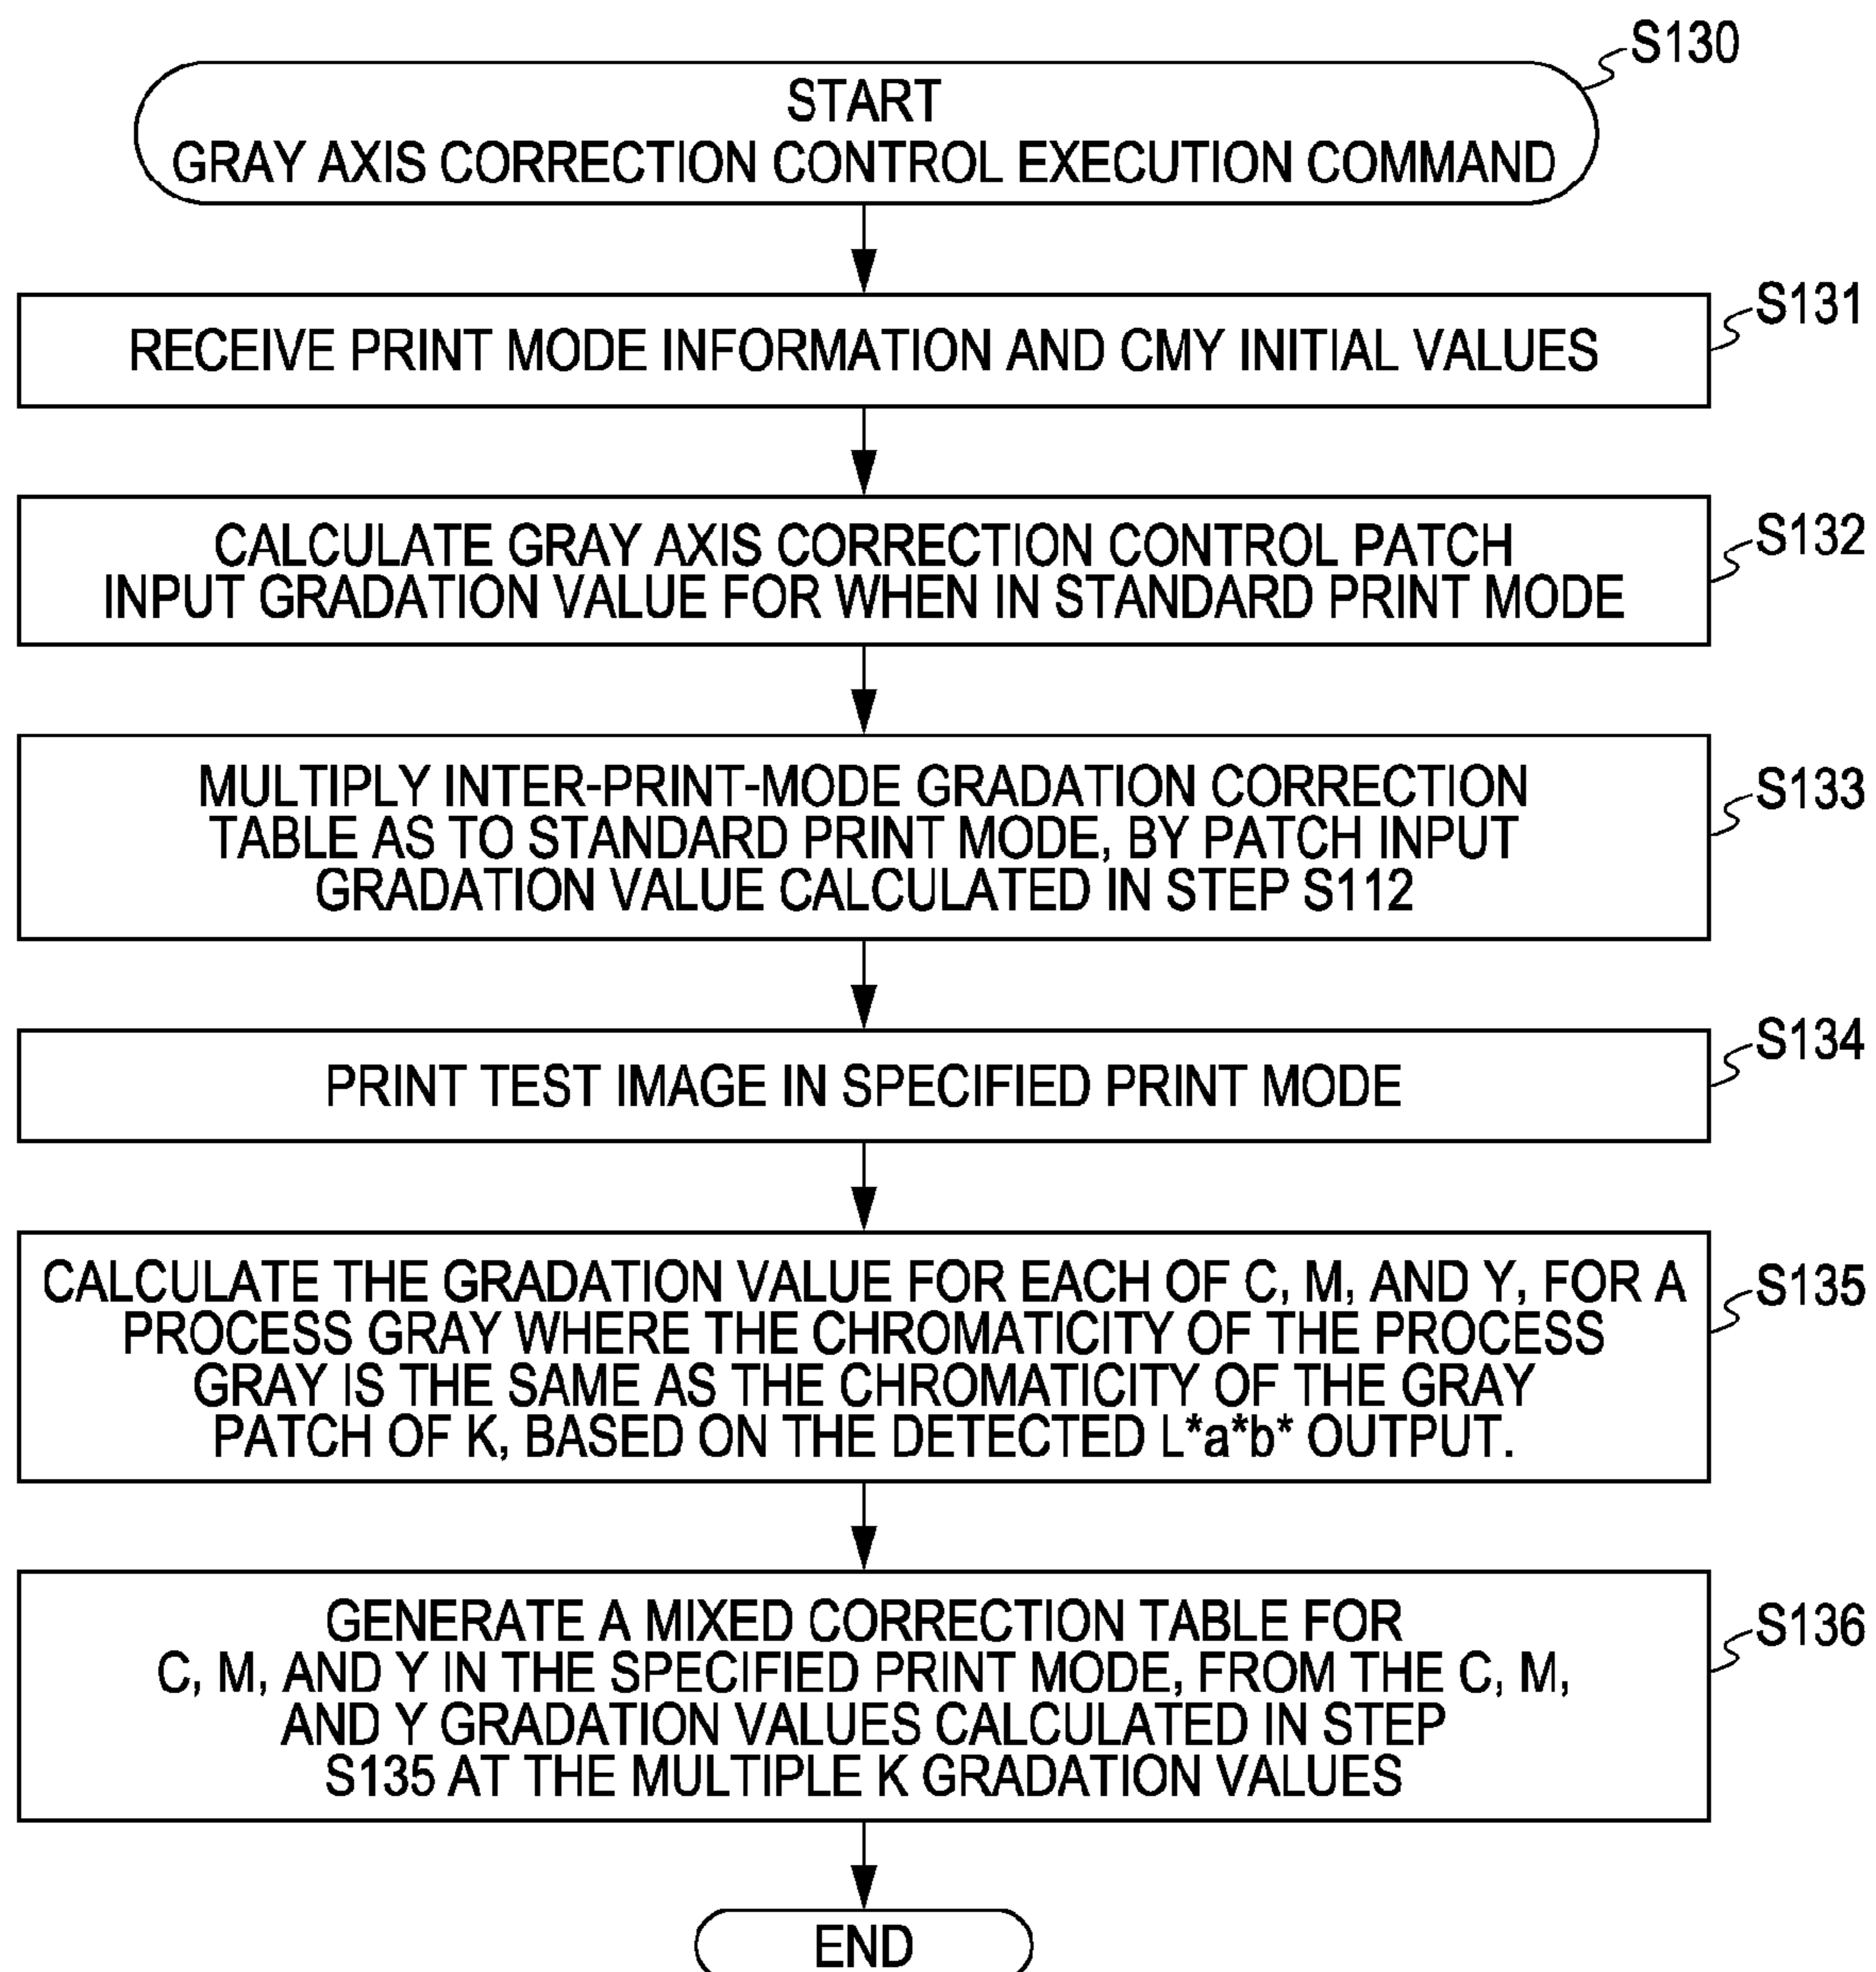 S130
START
GRAY AXIS CORRECTION CONTROL EXECUTION COMMAND
S131
RECEIVE PRINT MODE INFORMATION AND CMY INITIAL VALUES
S132
CALCULATE GRAY AXIS CORRECTION CONTROL PATCH
INPUT GRADATION VALUE FOR WHEN IN STANDARD PRINT MODE
S133
MULTIPLY INTER-PRINT-MODE GRADATION CORRECTION
TABLE AS TO STANDARD PRINT MODE, BY PATCH INPUT
GRADATION VALUE CALCULATED IN STEP S112
S134
PRINT TEST IMAGE IN SPECIFIED PRINT MODE
S135
CALCULATE THE GRADATION VALUE FOR EACH OF C, M, AND Y, FOR A
PROCESS GRAY WHERE THE CHROMATICITY OF THE PROCESS
GRAY IS THE SAME AS THE CHROMATICITY OF THE GRAY
PATCH OF K, BASED ON THE DETECTED L*a*b* OUTPUT.
S136
GENERATE A MIXED CORRECTION TABLE FOR
C, M, AND Y IN THE SPECIFIED PRINT MODE, FROM THE C, M,
AND Y GRADATION VALUES CALCULATED IN STEP
S135 AT THE MULTIPLE K GRADATION VALUES
END